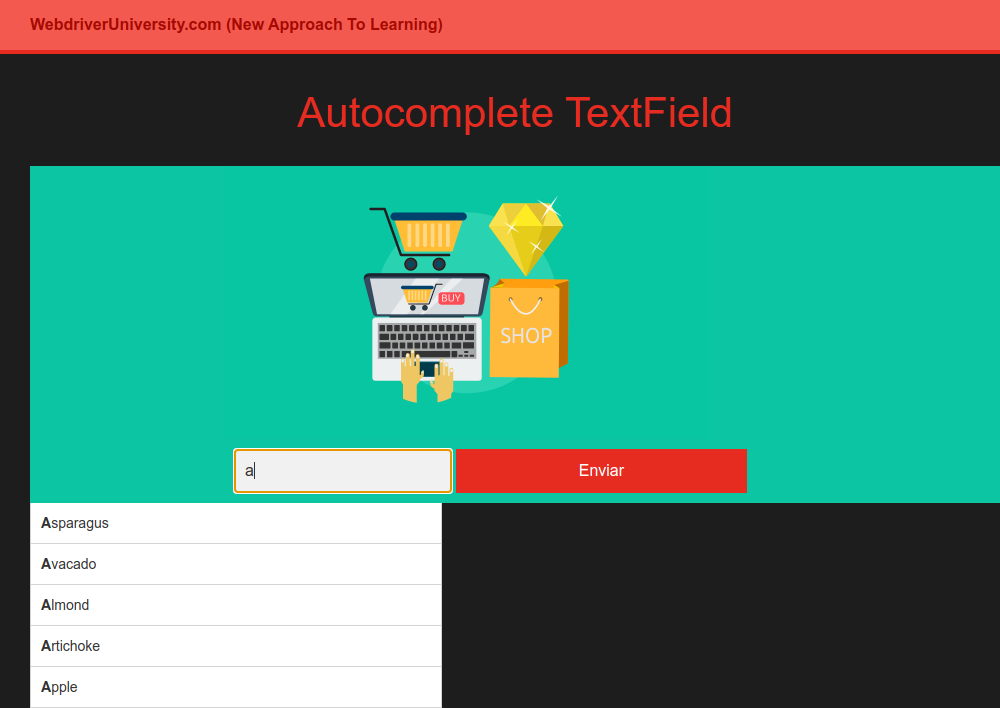 WebdriverUniversity.com (New Approach To Learning)
Autocomplete TextField
BUY
SHOP
a
Enviar
Asparagus
Avacado
Almond
Artichoke
Apple